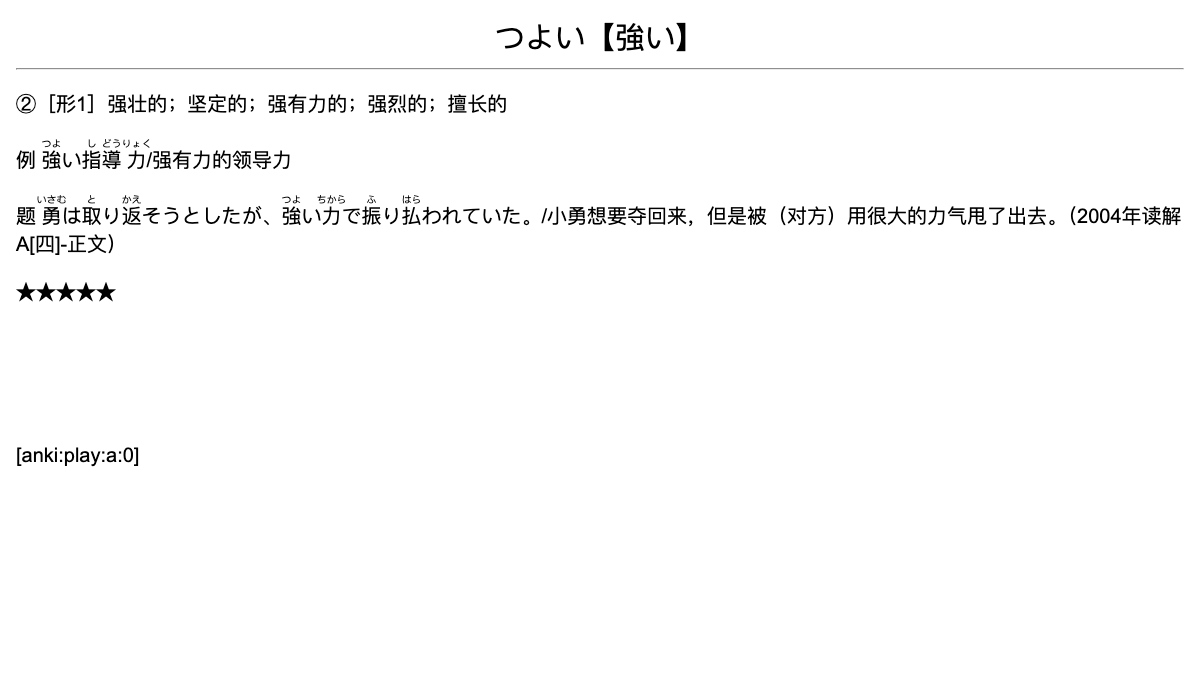 つよい【強い】
②［形1］强壮的；坚定的；强有力的；强烈的；擅长的
例 強い指導力/强有力的领导力
题 勇は取り返そうとしたが、強い力で振り払われていた。/小勇想要夺回来，但是被（对方）用很大的力气甩了出去。（2004年读解
A[四]-正文）
★★★★★
[anki:play:a:0]